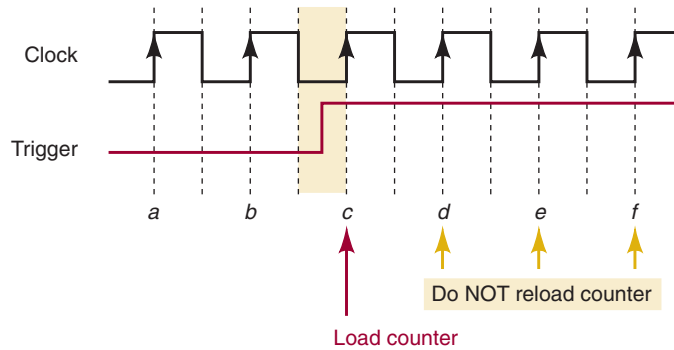 Clock
Trigger
a b c d e f
Do NOT reload counter
Load counter